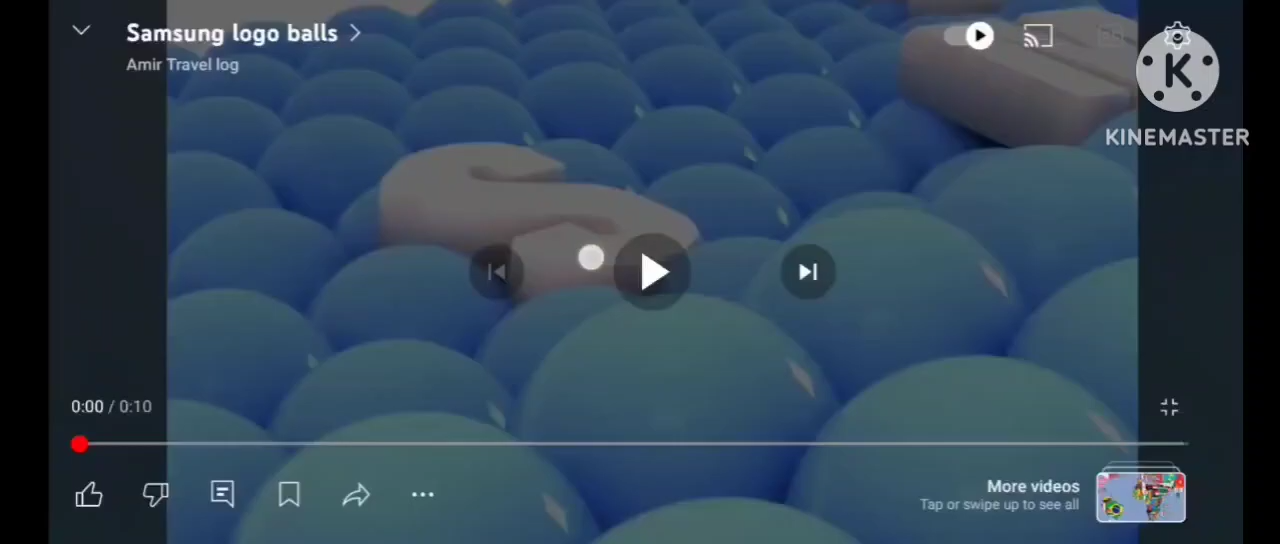 Samsung logo balls
Amir Travel log
K
KINEMASTER
0:00 / 0:10
More videos
Tap or swipe up to see all